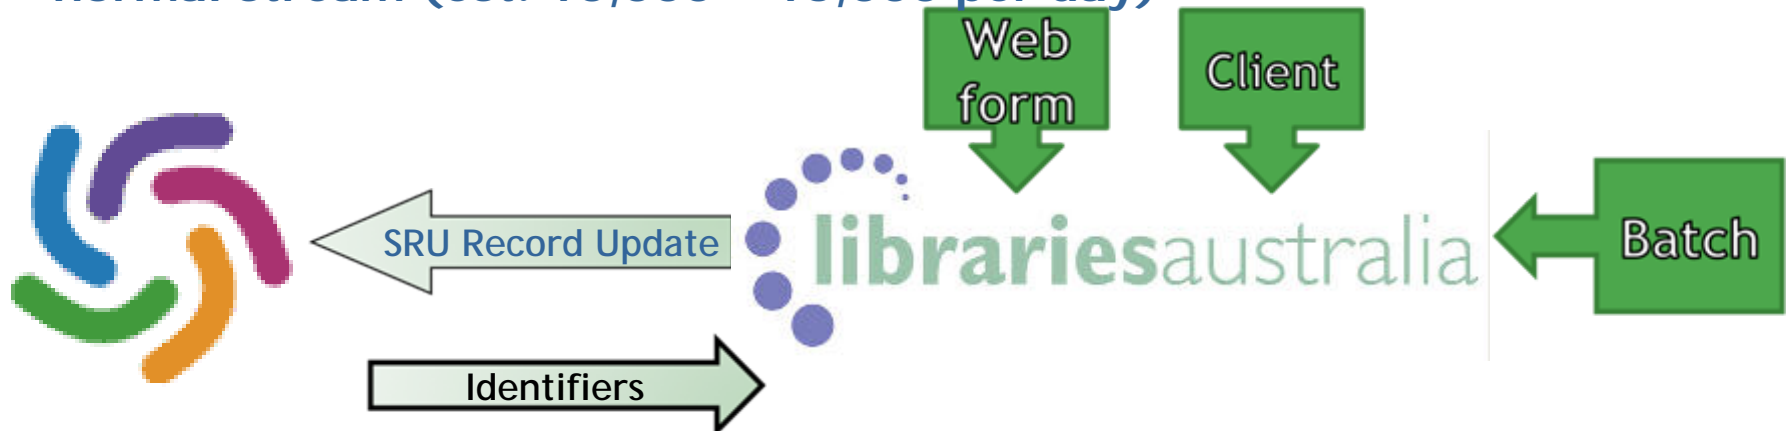 Web
form
Client
SRU Record Update
librariesaustralia
Batch
Identifiers